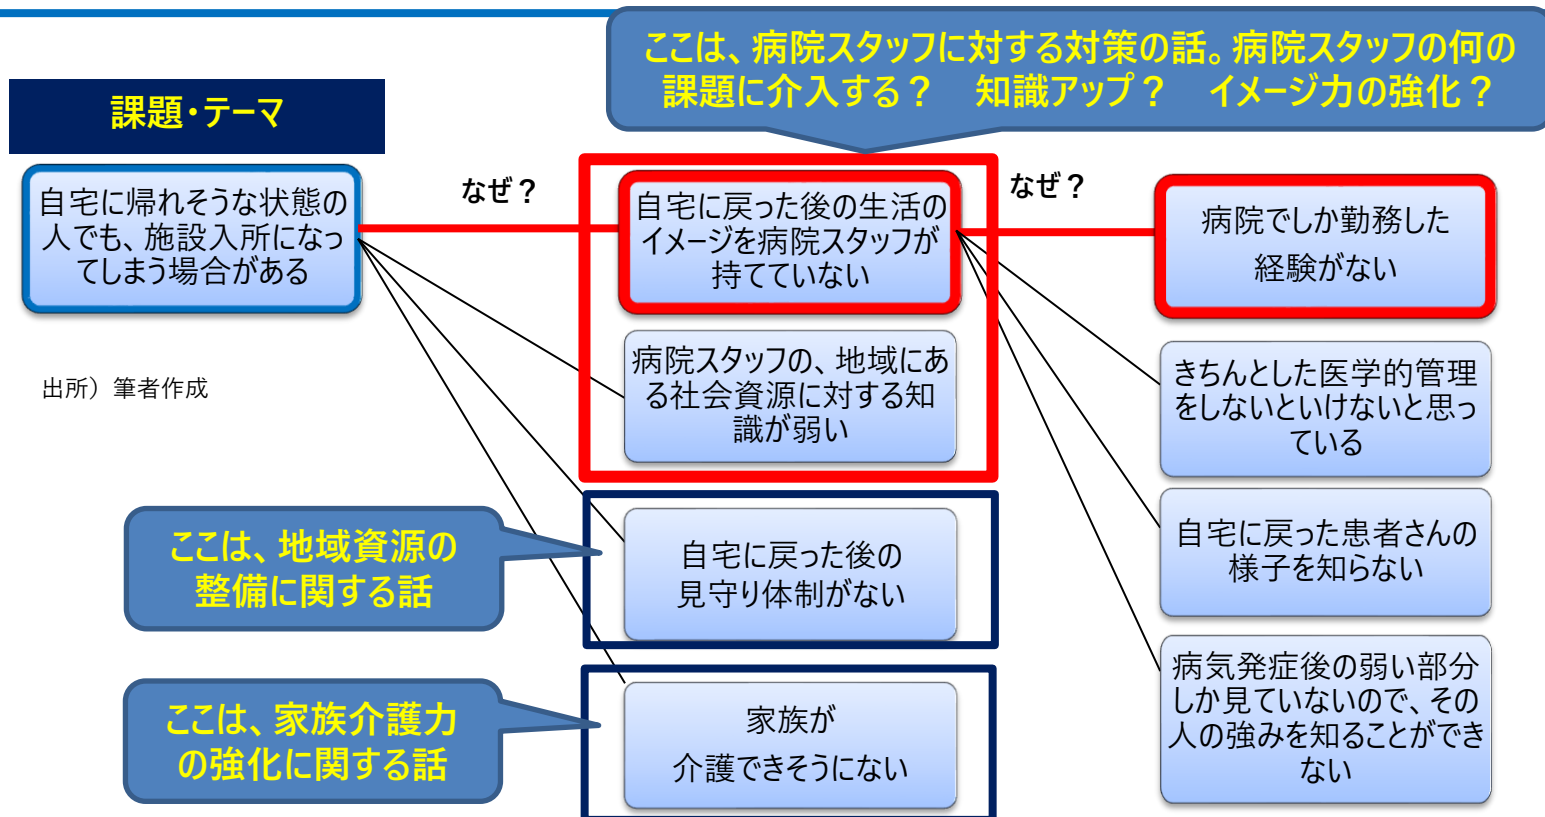 ここは、病院スタッフに対する対策の話。病院スタッフの何の
課題に介入する？　知識アップ？　イメージ力の強化？
課題・テーマ
自宅に帰れそうな状態の
人でも、施設入所になっ
てしまう場合がある
なぜ？
自宅に戻った後の生活の
イメージを病院スタッフが
持てていない
なぜ？
病院でしか勤務した
経験がない
出所）筆者作成
病院スタッフの、地域にあ
る社会資源に対する知
識が弱い
きちんとした医学的管理
をしないといけないと思っ
ている
ここは、地域資源の
整備に関する話
自宅に戻った後の
見守り体制がない
自宅に戻った患者さんの
様子を知らない
ここは、家族介護力
の強化に関する話
家族が
介護できそうにない
病気発症後の弱い部分
しか見ていないので、その
人の強みを知ることができ
ない